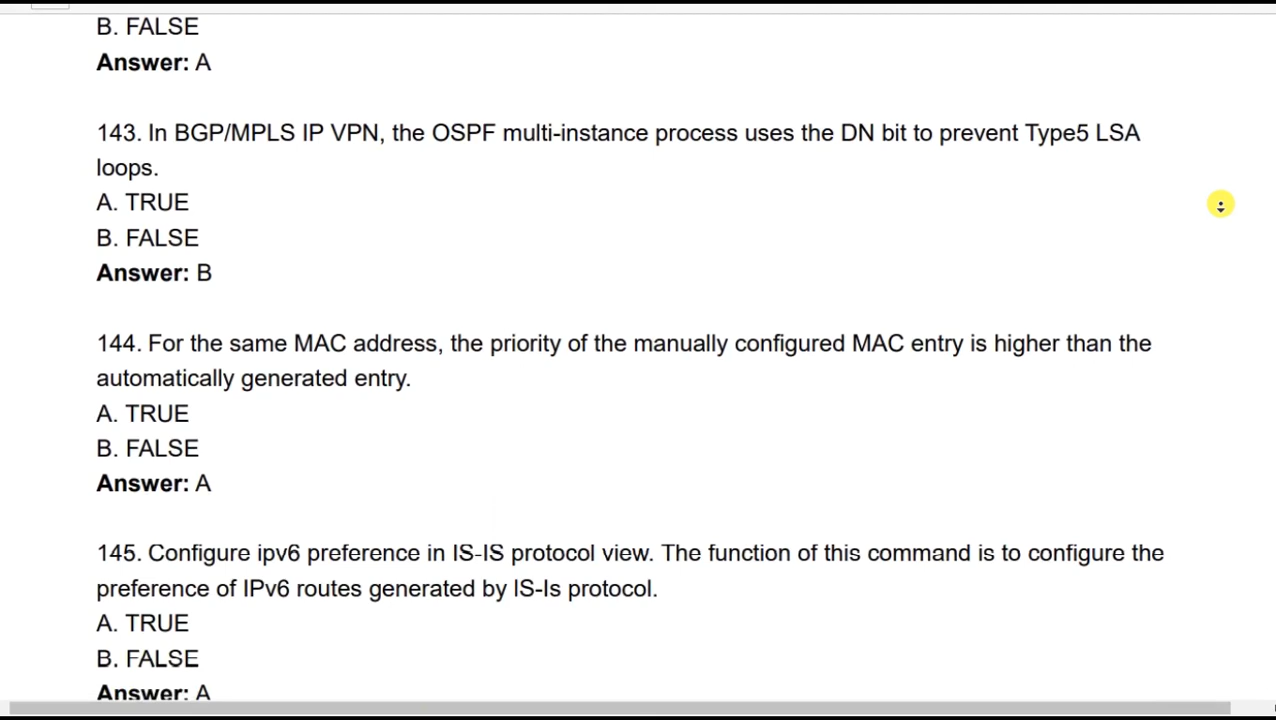 B. FALSE
Answer: A
143. In BGP/MPLS IP VPN, the OSPF multi-instance process uses the DN bit to prevent Type5 LSA
loops.
A. TRUE
B. FALSE
Answer: B
144. For the same MAC address, the priority of the manually configured MAC entry is higher than the
automatically generated entry.
A. TRUE
B. FALSE
Answer: A
145. Configure ipv6 preference in IS-IS protocol view. The function of this command is to configure the
preference of IPv6 routes generated by IS-Is protocol.
A. TRUE
B. FALSE
Answer: A